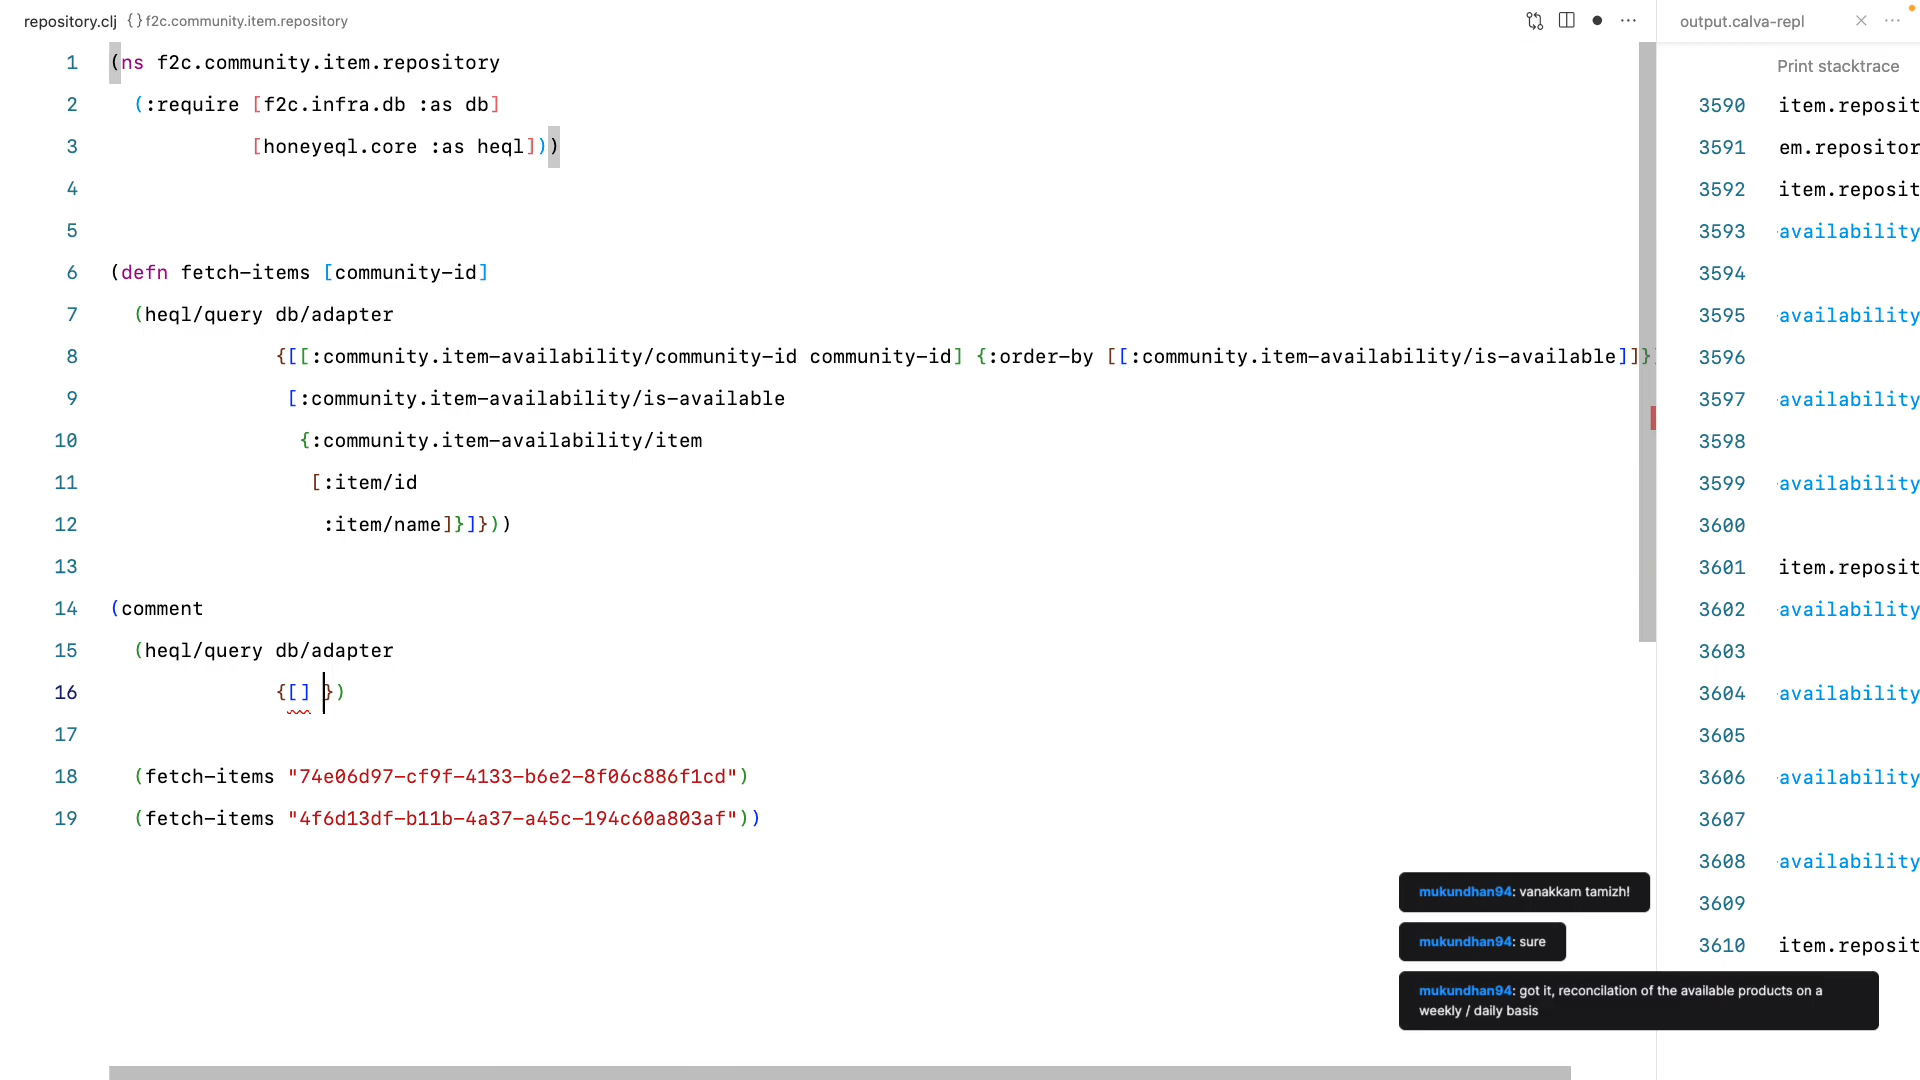 repository.clj {} f2c.community.item.repository
1 (ns f2c.community.item.repository
2 (:require [f2c.infra.db :as db]
3 [honeyeql.core :as heql]))
4
5
6 (defn fetch-items [community-id]
7 (heql/query db/adapter
8 {[[:community.item-availability/community-id community-id] {:order-by [[:community.item-availability/is-available]]}]
9 [:community.item-availability/is-available
10 {:community.item-availability/item
11 [:item/id
12 :item/name]}]}))
13
14 (comment
15 (heql/query db/adapter
16 {[] })
17
18 (fetch-items "74e06d97-cf9f-4133-b6e2-8f06c886f1cd")
19 (fetch-items "4f6d13df-b11b-4a37-a45c-194c60a803af"))
output.calva-repl
Print stacktrace
3590 item.reposit
3591 em.repositor
3592 item.reposit
3593 availability
3594
3595 availability
3596
3597 availability
3598
3599 availability
3600
3601 item.reposit
3602 availability
3603
3604 availability
3605
3606 availability
3607
3608 availability
3609
3610 item.reposit
mukundhan94: vanakkam tamizh!
mukundhan94: sure
mukundhan94: got it, reconcilation of the available products on a
weekly / daily basis